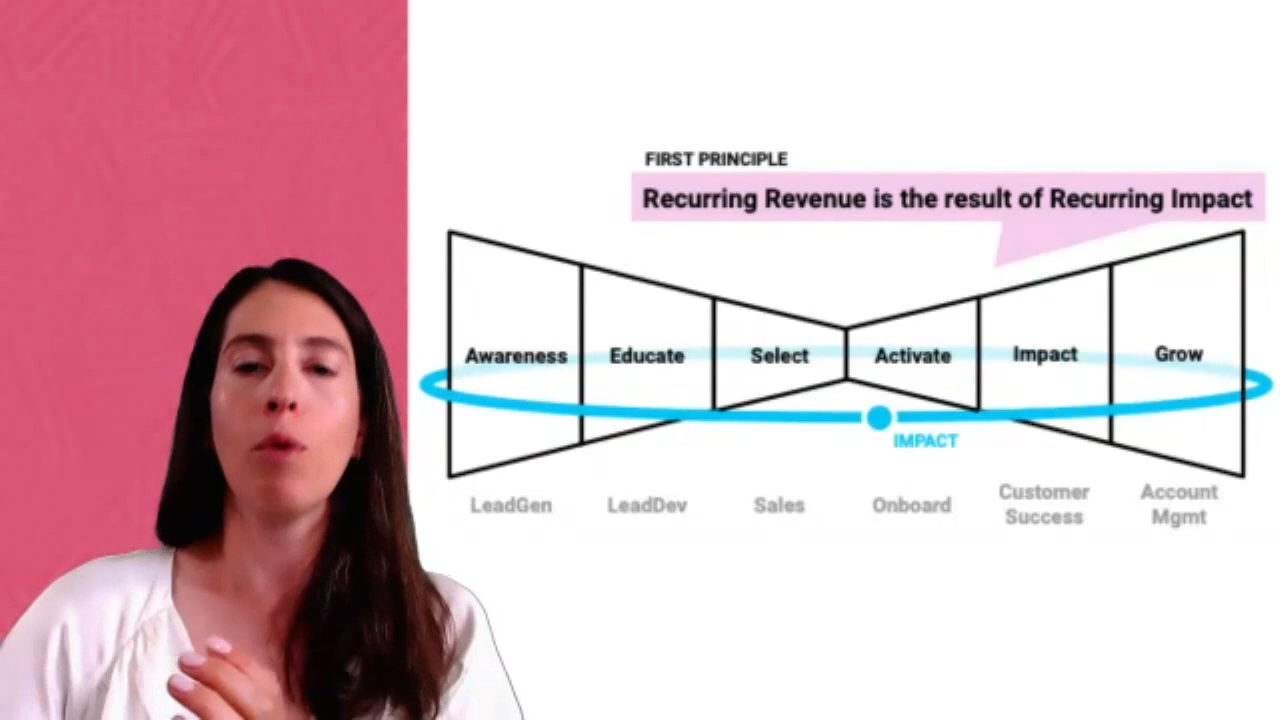 FIRST PRINCIPLE
Recurring Revenue is the result of Recurring Impact
Awareness
Educate
Select
Activate
Impact
Grow
IMPACT
LeadGen
LeadDev
Sales
Onboard
Customer
Success
Account
Mgmt